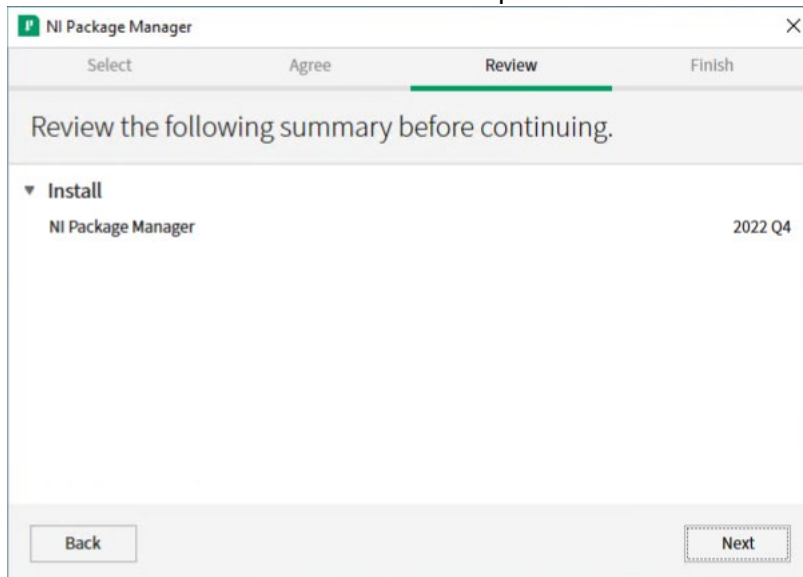 NI Package Manager
Select Agree Review Finish
Review the following summary before continuing.
Install
NI Package Manager 2022 Q4
Back Next